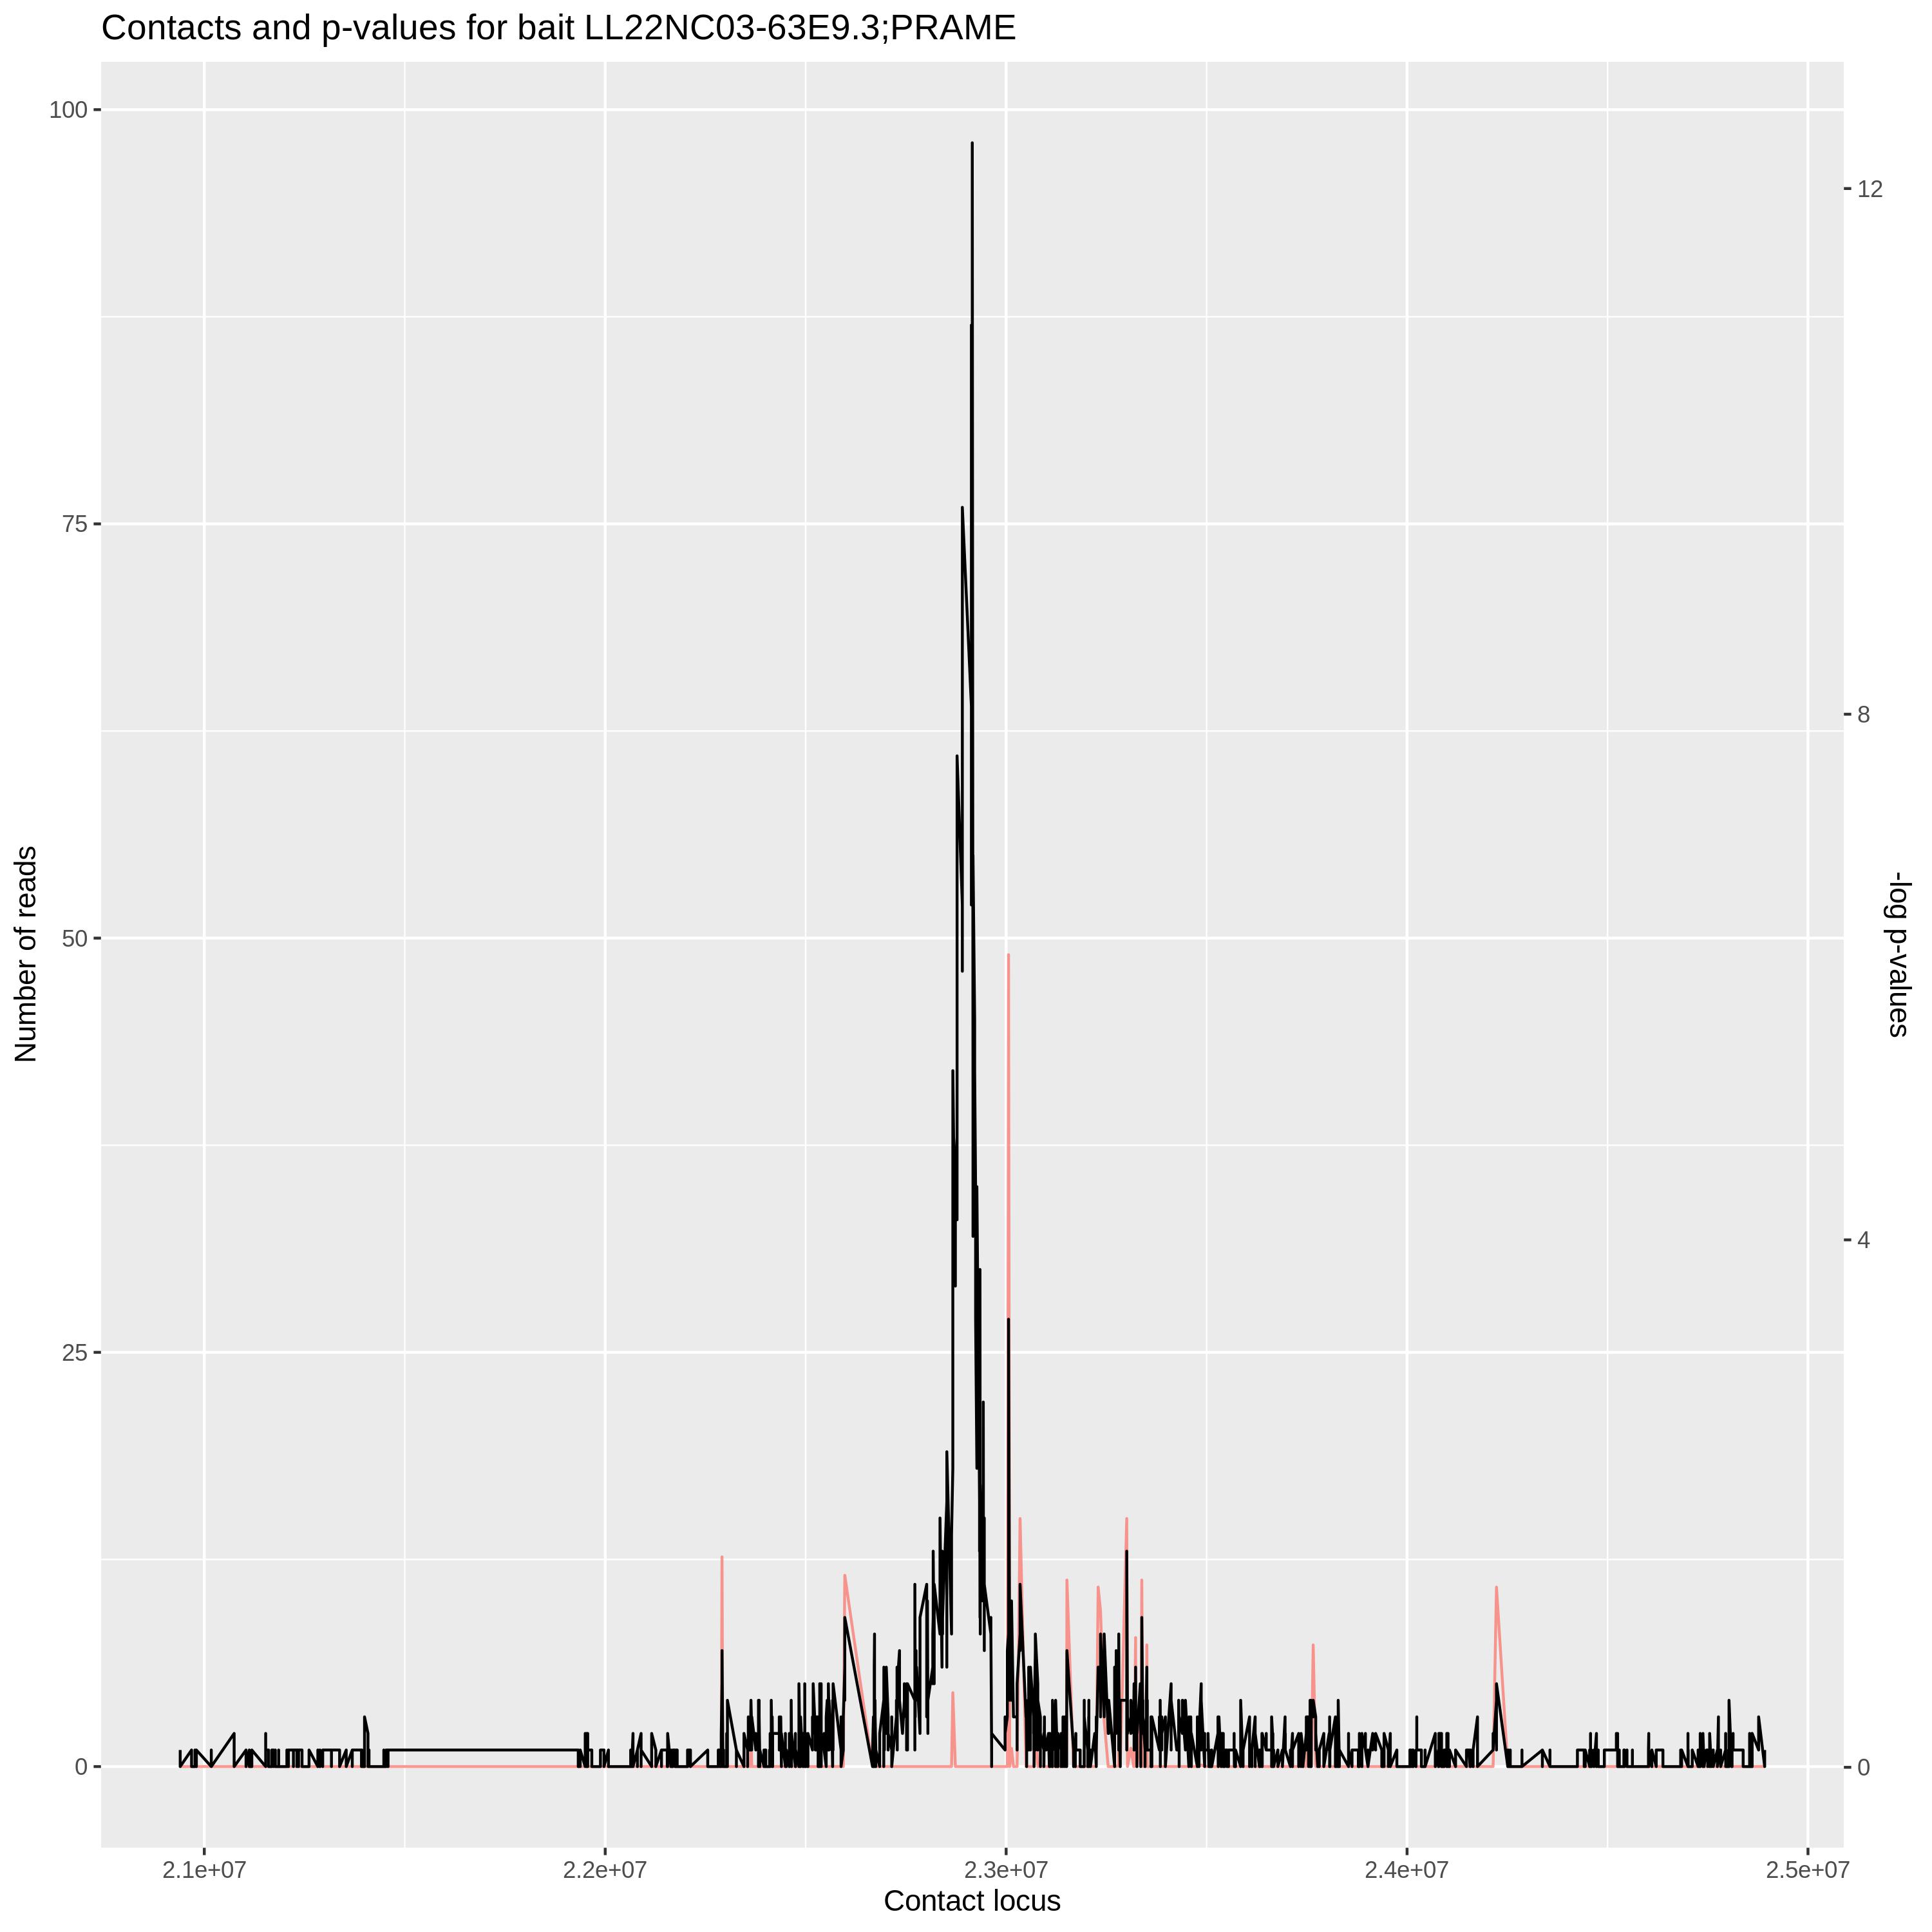 Contacts and p-values for bait LL22NC03-63E9.3;PRAME
100
75
50
25
0
Number of reads
12
8
4
0
-log p-values
2.1e+07 2.2e+07 2.3e+07 2.4e+07 2.5e+07
Contact locus